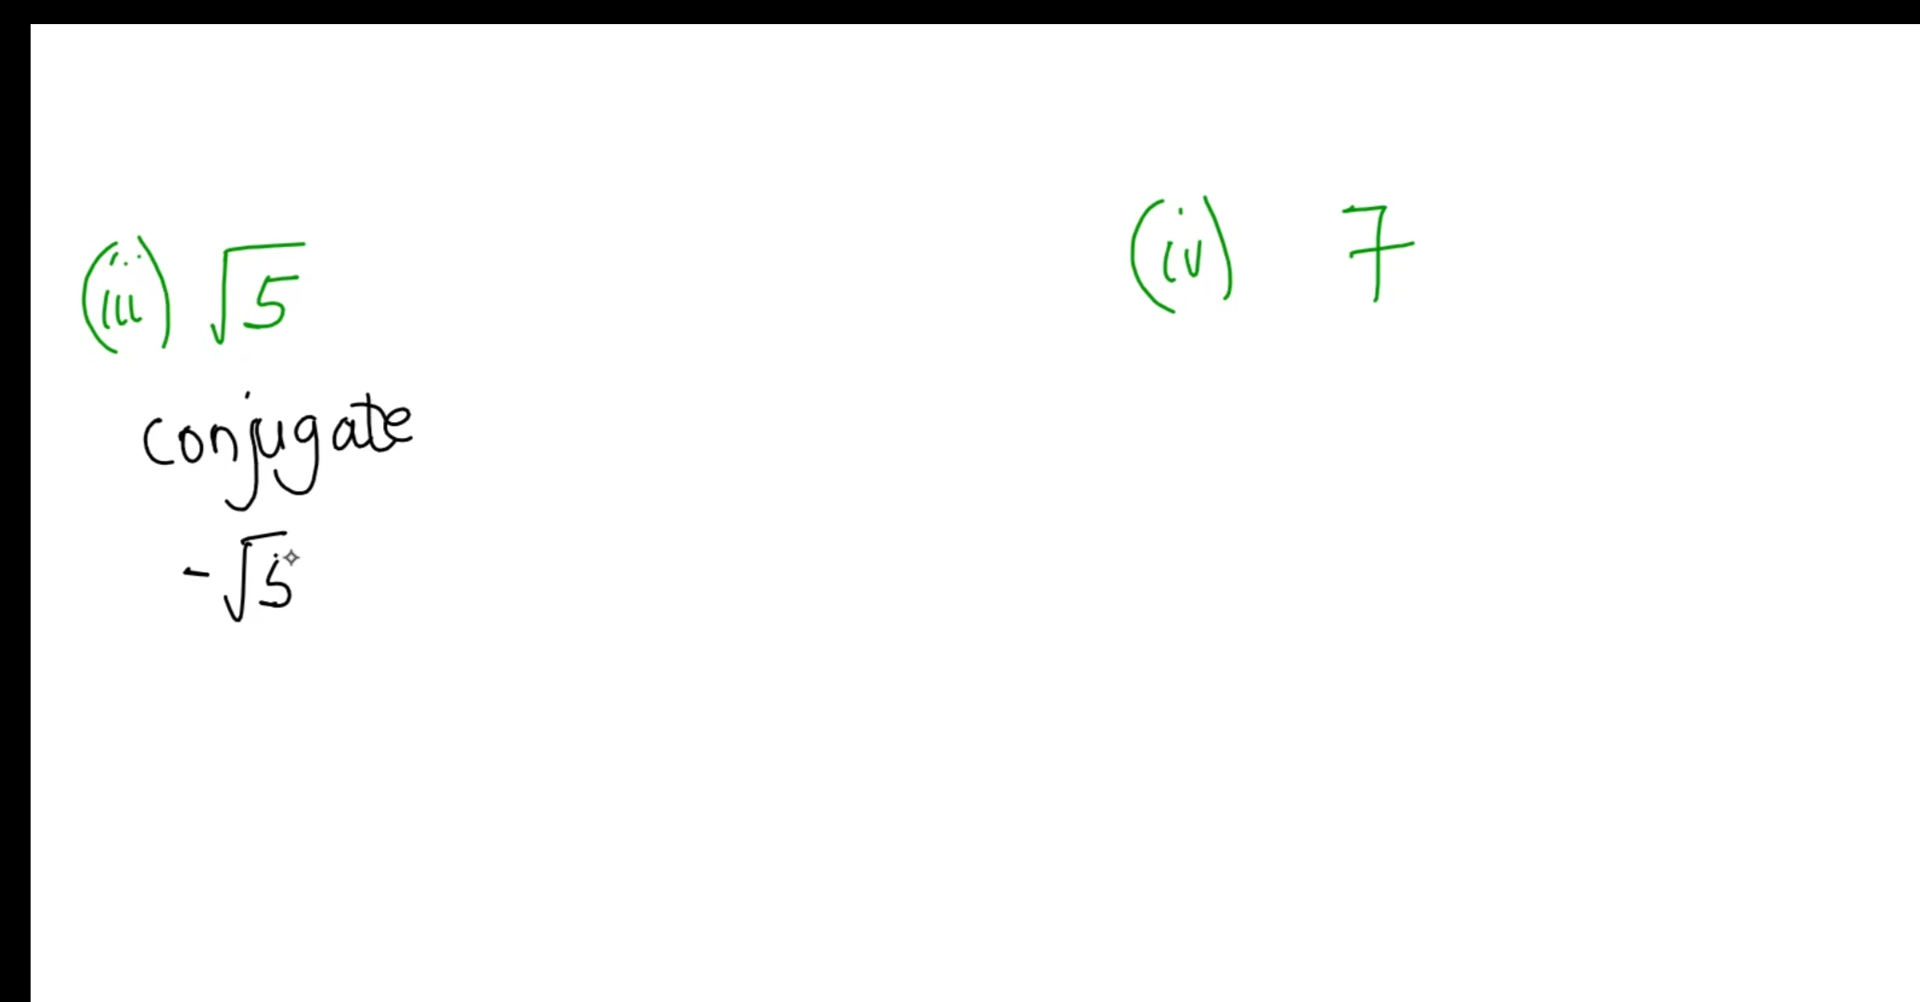 (iii) √5
conjugate
-√5
(iv) 7